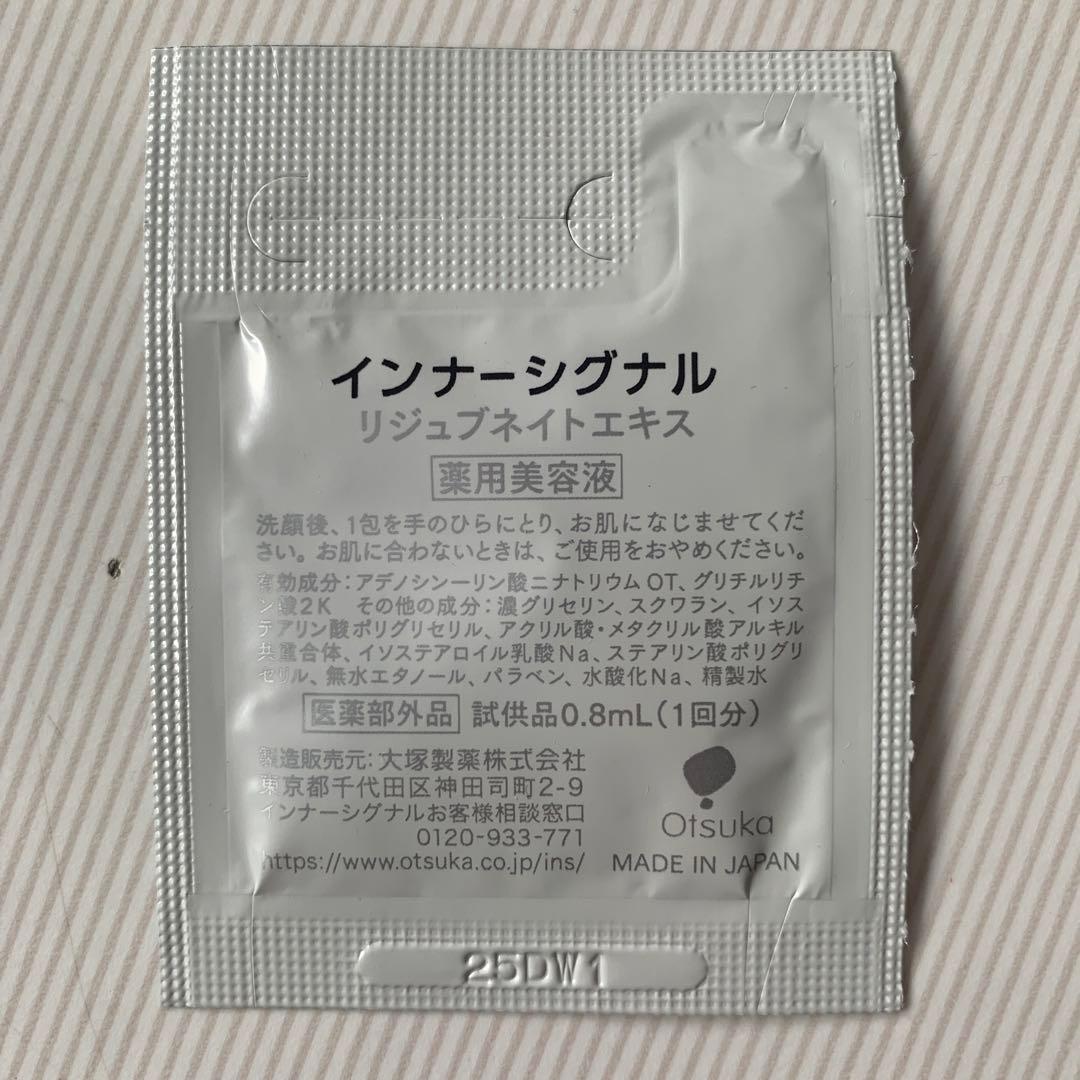 インナーシグナル
リジュブネイトエキス
薬用美容液
洗顔後、1包を手のひらにとり、お肌になじませてくだ
さい。お肌に合わないときは、ご使用をおやめください。
有効成分：アデノシン一リン酸ニナトリウムOT、グリチルリチ
ン酸2K その他の成分：濃グリセリン、スクワラン、イソス
テアリン酸ポリグリセリル、アクリル酸・メタクリル酸アルキル
共重合体、イソステアロイル乳酸Na、ステアリン酸ポリグリ
セリル、無水エタノール、パラベン、水酸化Na、精製水
医薬部外品 試供品0.8mL（1回分）
製造販売元：大塚製薬株式会社
東京都千代田区神田司町2-9
インナーシグナルお客様相談窓口
0120-933-771
https://www.otsuka.co.jp/ins/
Otsuka
MADE IN JAPAN
25DW1